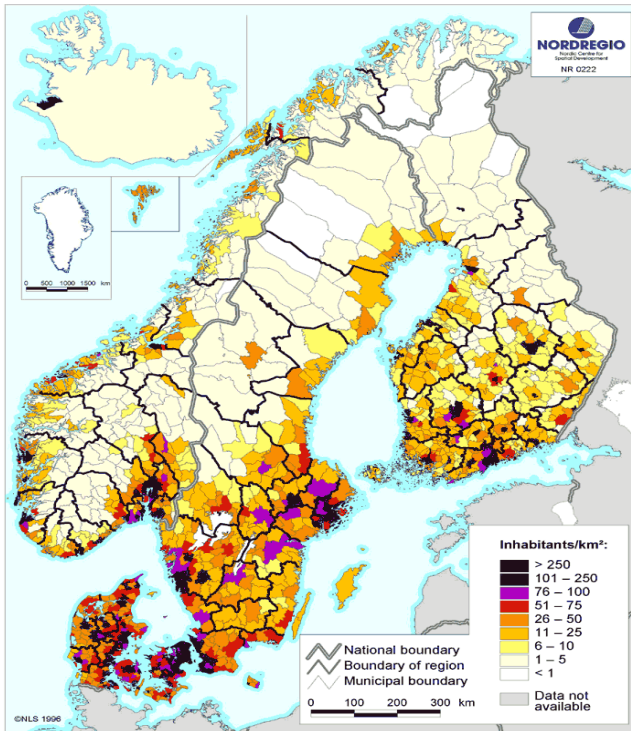 NORDREGIO
Nordic Centre for
Spatial Development
NR 0222
0 500 1000 1500 km
Inhabitants/km²:
> 250
101 – 250
76 – 100
51 – 75
26 – 50
11 – 25
6 – 10
1 – 5
< 1
Data not
available
National boundary
Boundary of region
Municipal boundary
km
0 100 200 300
©NLS 1996